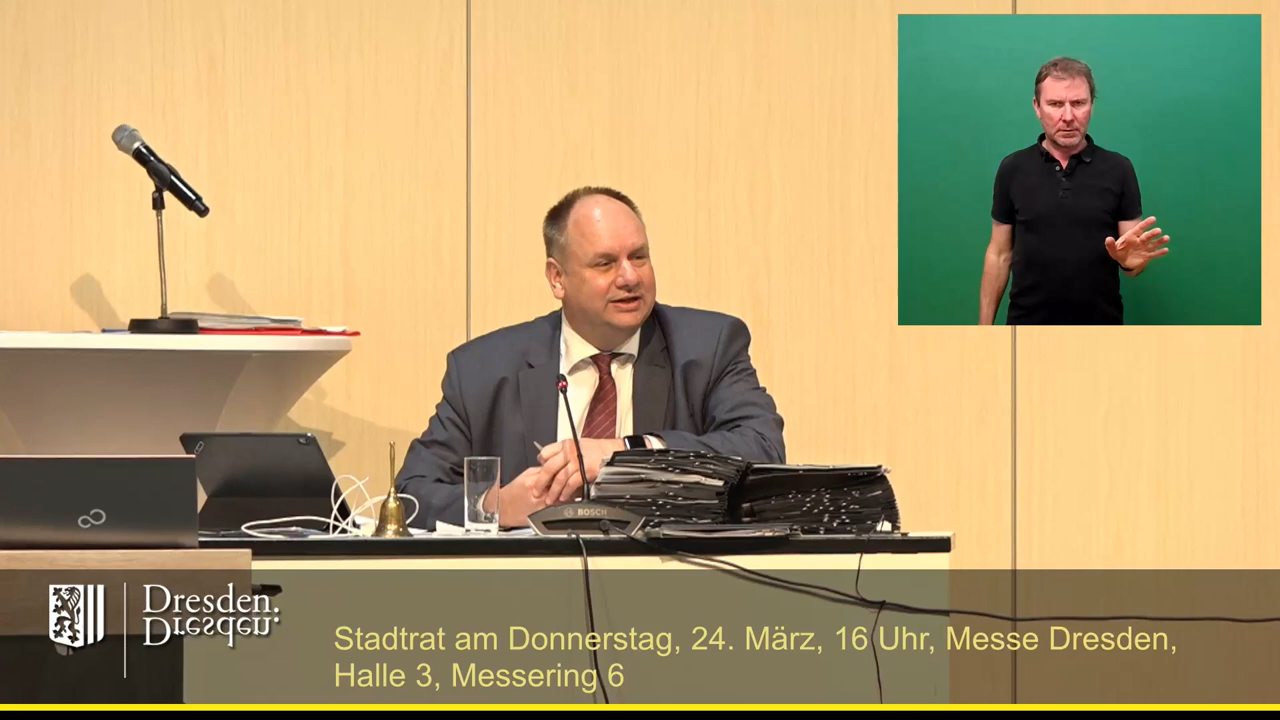 BOSCH
Dresden.
Dresden.
Stadtrat am Donnerstag, 24. März, 16 Uhr, Messe Dresden,
Halle 3, Messering 6